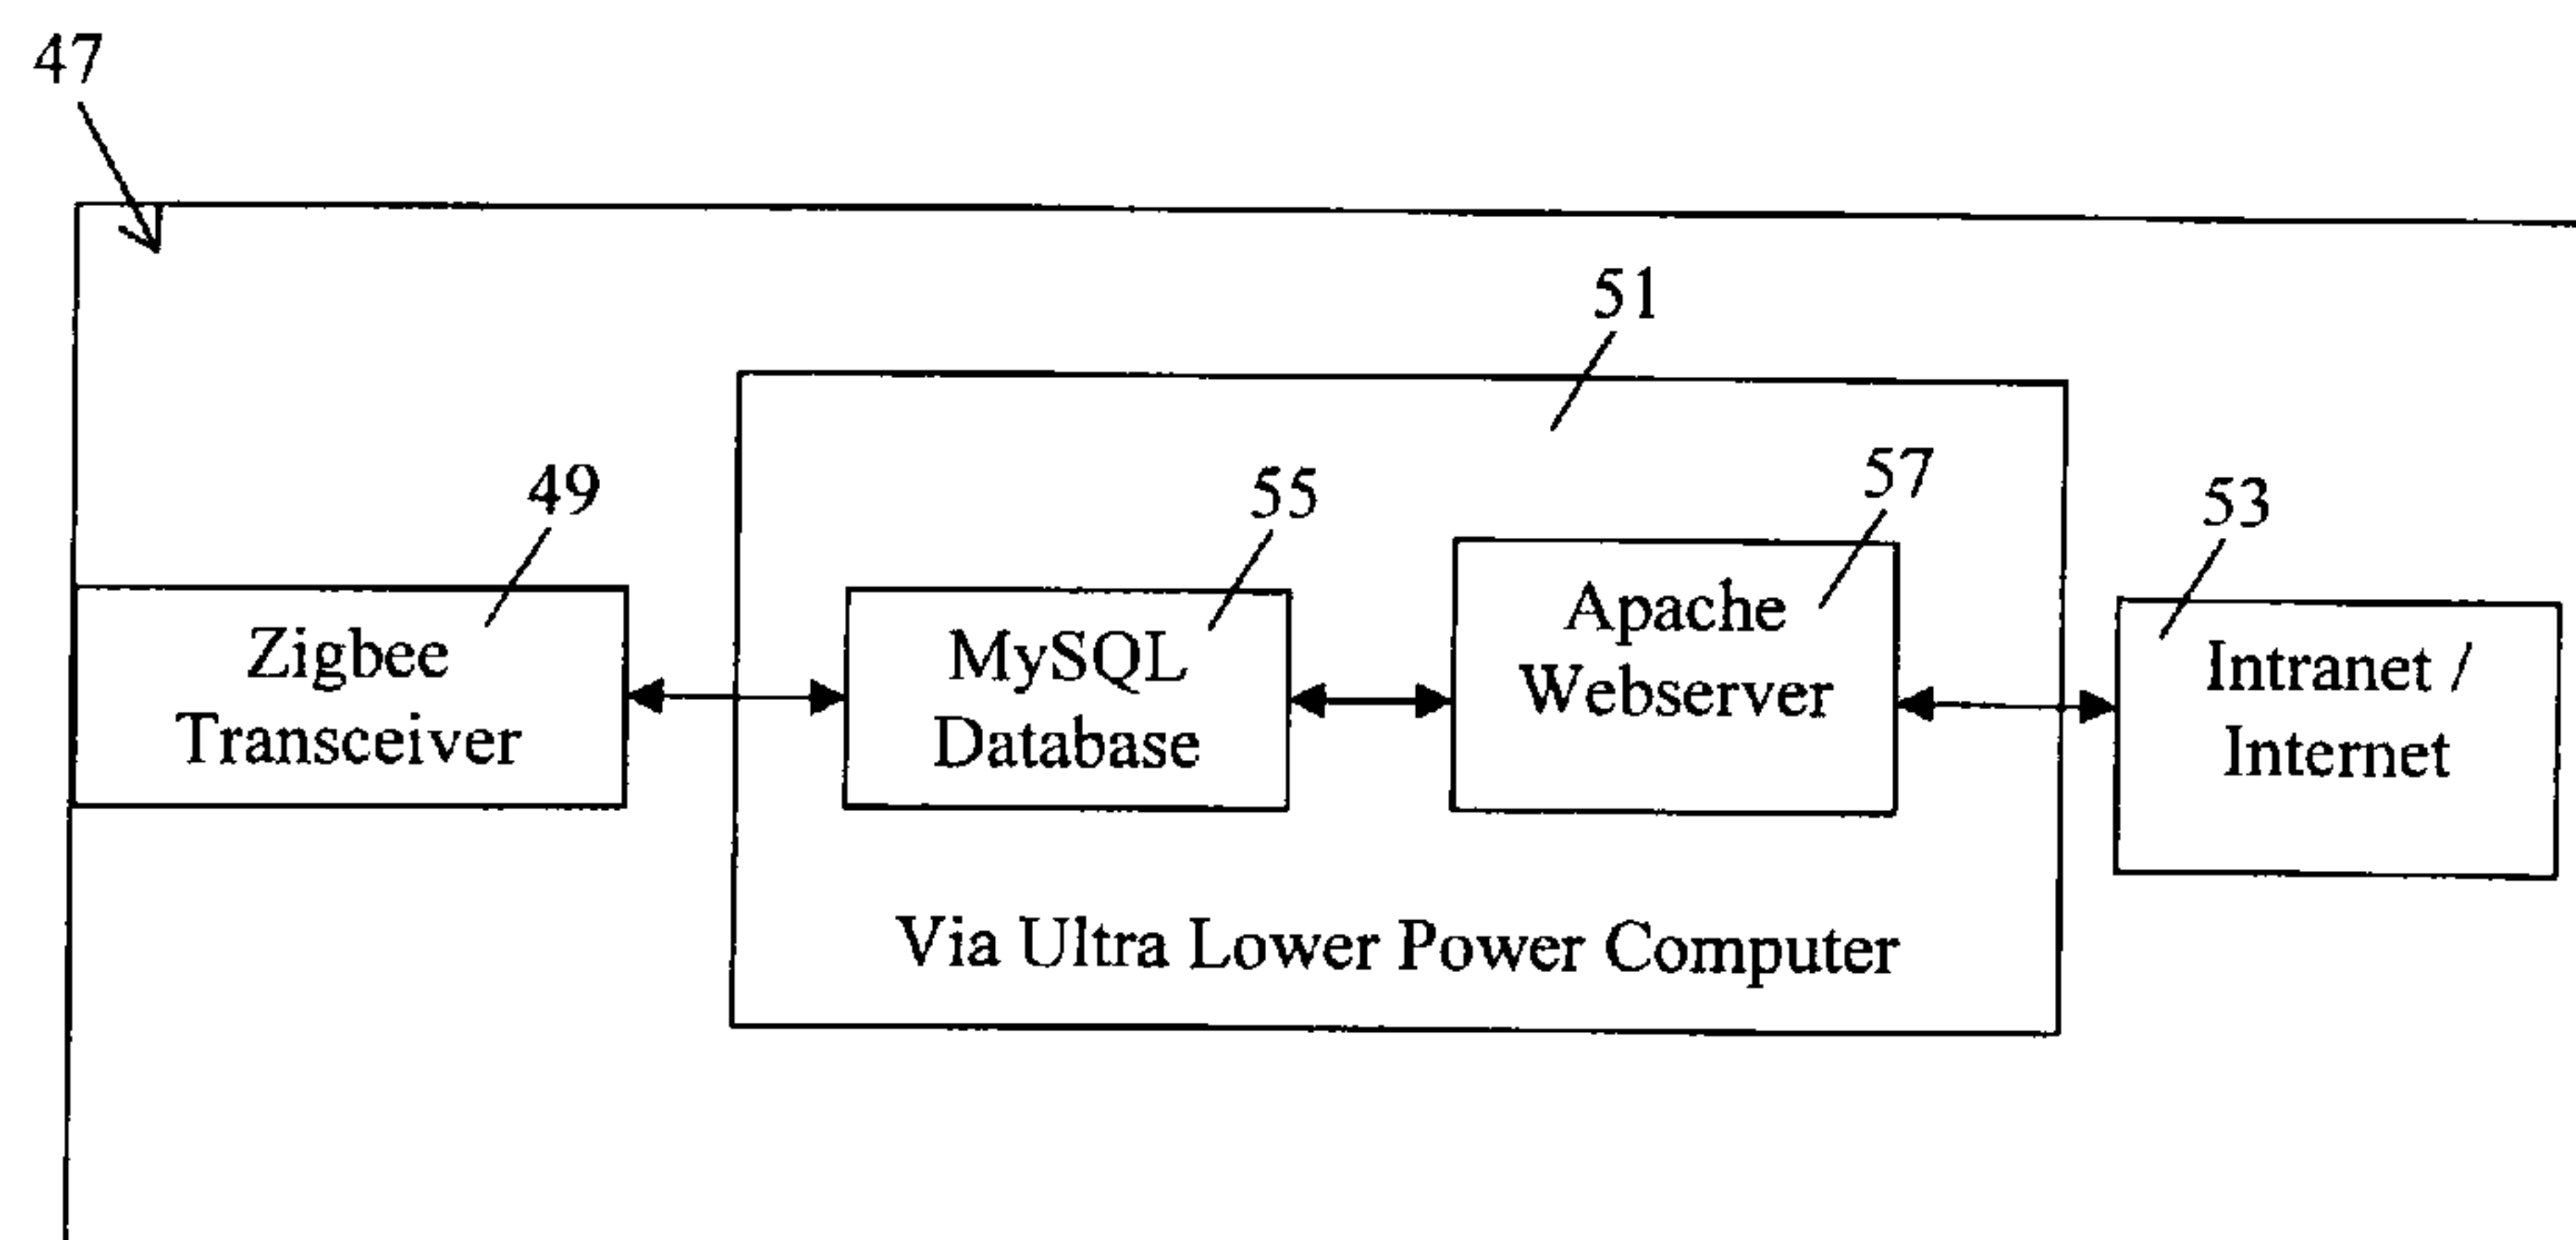 47
51
49
55
57
53
Zigbee
Transceiver
MySQL
Database
Apache
Webserver
Intranet /
Internet
Via Ultra Lower Power Computer